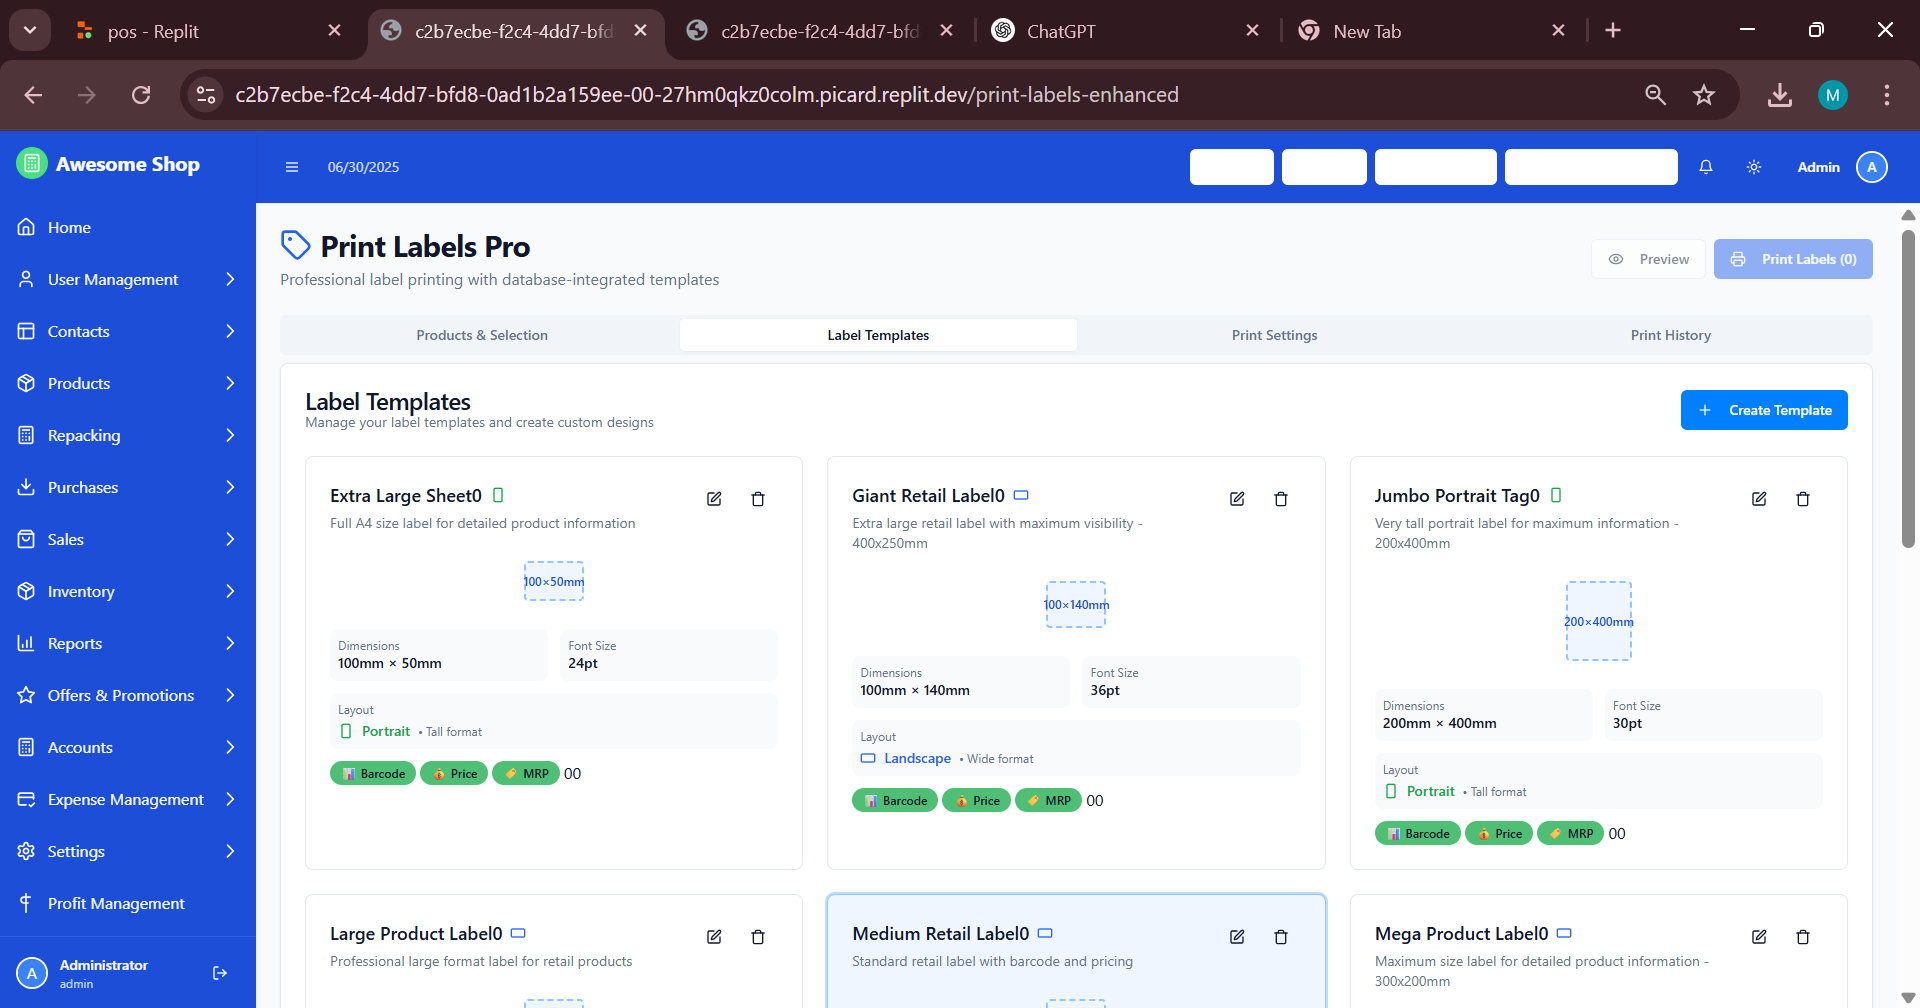 pos - Replit
c2b7ecbe-f2c4-4dd7-bfd
c2b7ecbe-f2c4-4dd7-bfd
ChatGPT
New Tab
c2b7ecbe-f2c4-4dd7-bfd8-0ad1b2a159ee-00-27hm0qkz0colm.picard.replit.dev/print-labels-enhanced
M
Awesome Shop
06/30/2025
Admin
A
Home
User Management
Contacts
Products
Repacking
Purchases
Sales
Inventory
Reports
Offers & Promotions
Accounts
Expense Management
Settings
Profit Management
A
Administrator
admin
Print Labels Pro
Professional label printing with database-integrated templates
Preview
Print Labels (0)
Products & Selection
Label Templates
Print Settings
Print History
Label Templates
Manage your label templates and create custom designs
Create Template
Extra Large Sheet0
Full A4 size label for detailed product information
100×50mm
Dimensions
100mm × 50mm
Font Size
24pt
Layout
Portrait • Tall format
Barcode Price MRP 00
Giant Retail Label0
Extra large retail label with maximum visibility -
400x250mm
100×140mm
Dimensions
100mm × 140mm
Font Size
36pt
Layout
Landscape • Wide format
Barcode Price MRP 00
Jumbo Portrait Tag0
Very tall portrait label for maximum information -
200x400mm
200×400mm
Dimensions
200mm × 400mm
Font Size
30pt
Layout
Portrait • Tall format
Barcode Price MRP 00
Large Product Label0
Professional large format label for retail products
Medium Retail Label0
Standard retail label with barcode and pricing
Mega Product Label0
Maximum size label for detailed product information -
300x200mm